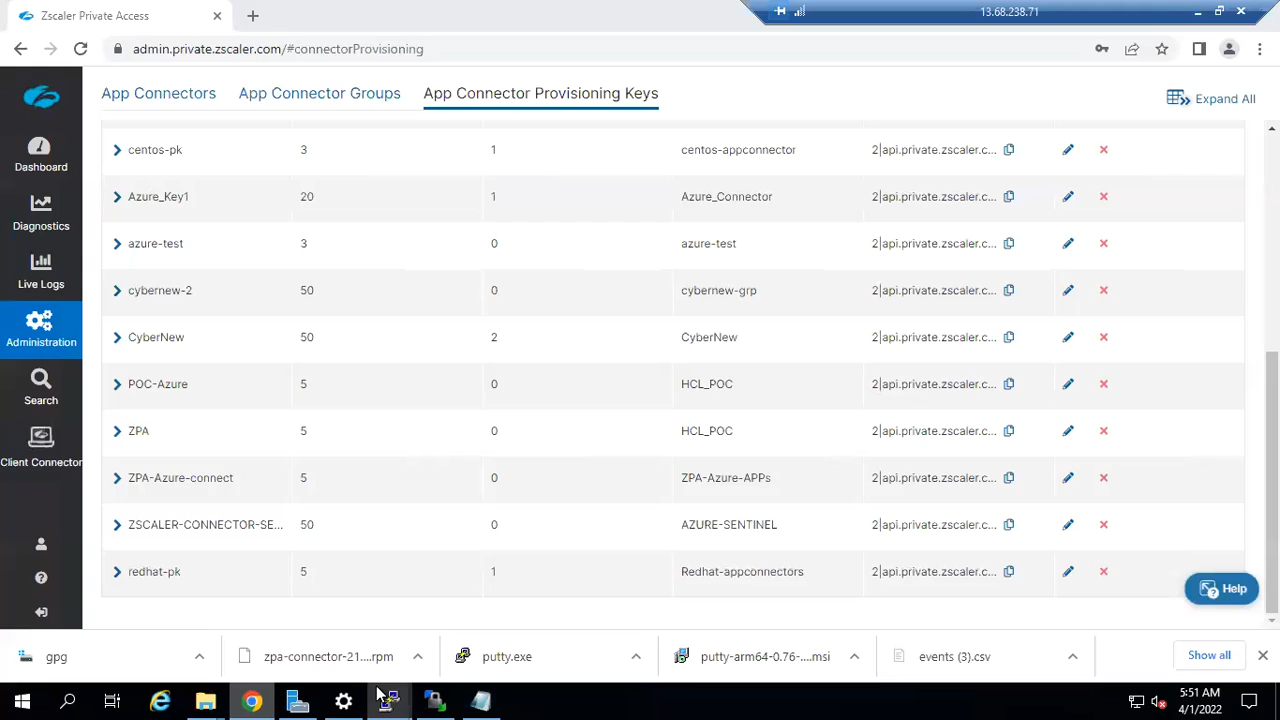 Zscaler Private Access
13.68.238.71
admin.private.zscaler.com/#connectorProvisioning
App Connectors App Connector Groups App Connector Provisioning Keys Expand All
centos-pk 3 1 centos-appconnector 2|api.private.zscaler.c...
Azure_Key1 20 1 Azure_Connector 2|api.private.zscaler.c...
azure-test 3 0 azure-test 2|api.private.zscaler.c...
cybernew-2 50 0 cybernew-grp 2|api.private.zscaler.c...
CyberNew 50 2 CyberNew 2|api.private.zscaler.c...
POC-Azure 5 0 HCL_POC 2|api.private.zscaler.c...
ZPA 5 0 HCL_POC 2|api.private.zscaler.c...
ZPA-Azure-connect 5 0 ZPA-Azure-APPs 2|api.private.zscaler.c...
ZSCALER-CONNECTOR-SE... 50 0 AZURE-SENTINEL 2|api.private.zscaler.c...
redhat-pk 5 1 Redhat-appconnectors 2|api.private.zscaler.c...
Dashboard
Diagnostics
Live Logs
Administration
Search
Client Connector
Help
gpg zpa-connector-21....rpm putty.exe putty-arm64-0.76-....msi events (3).csv Show all
5:51 AM
4/1/2022